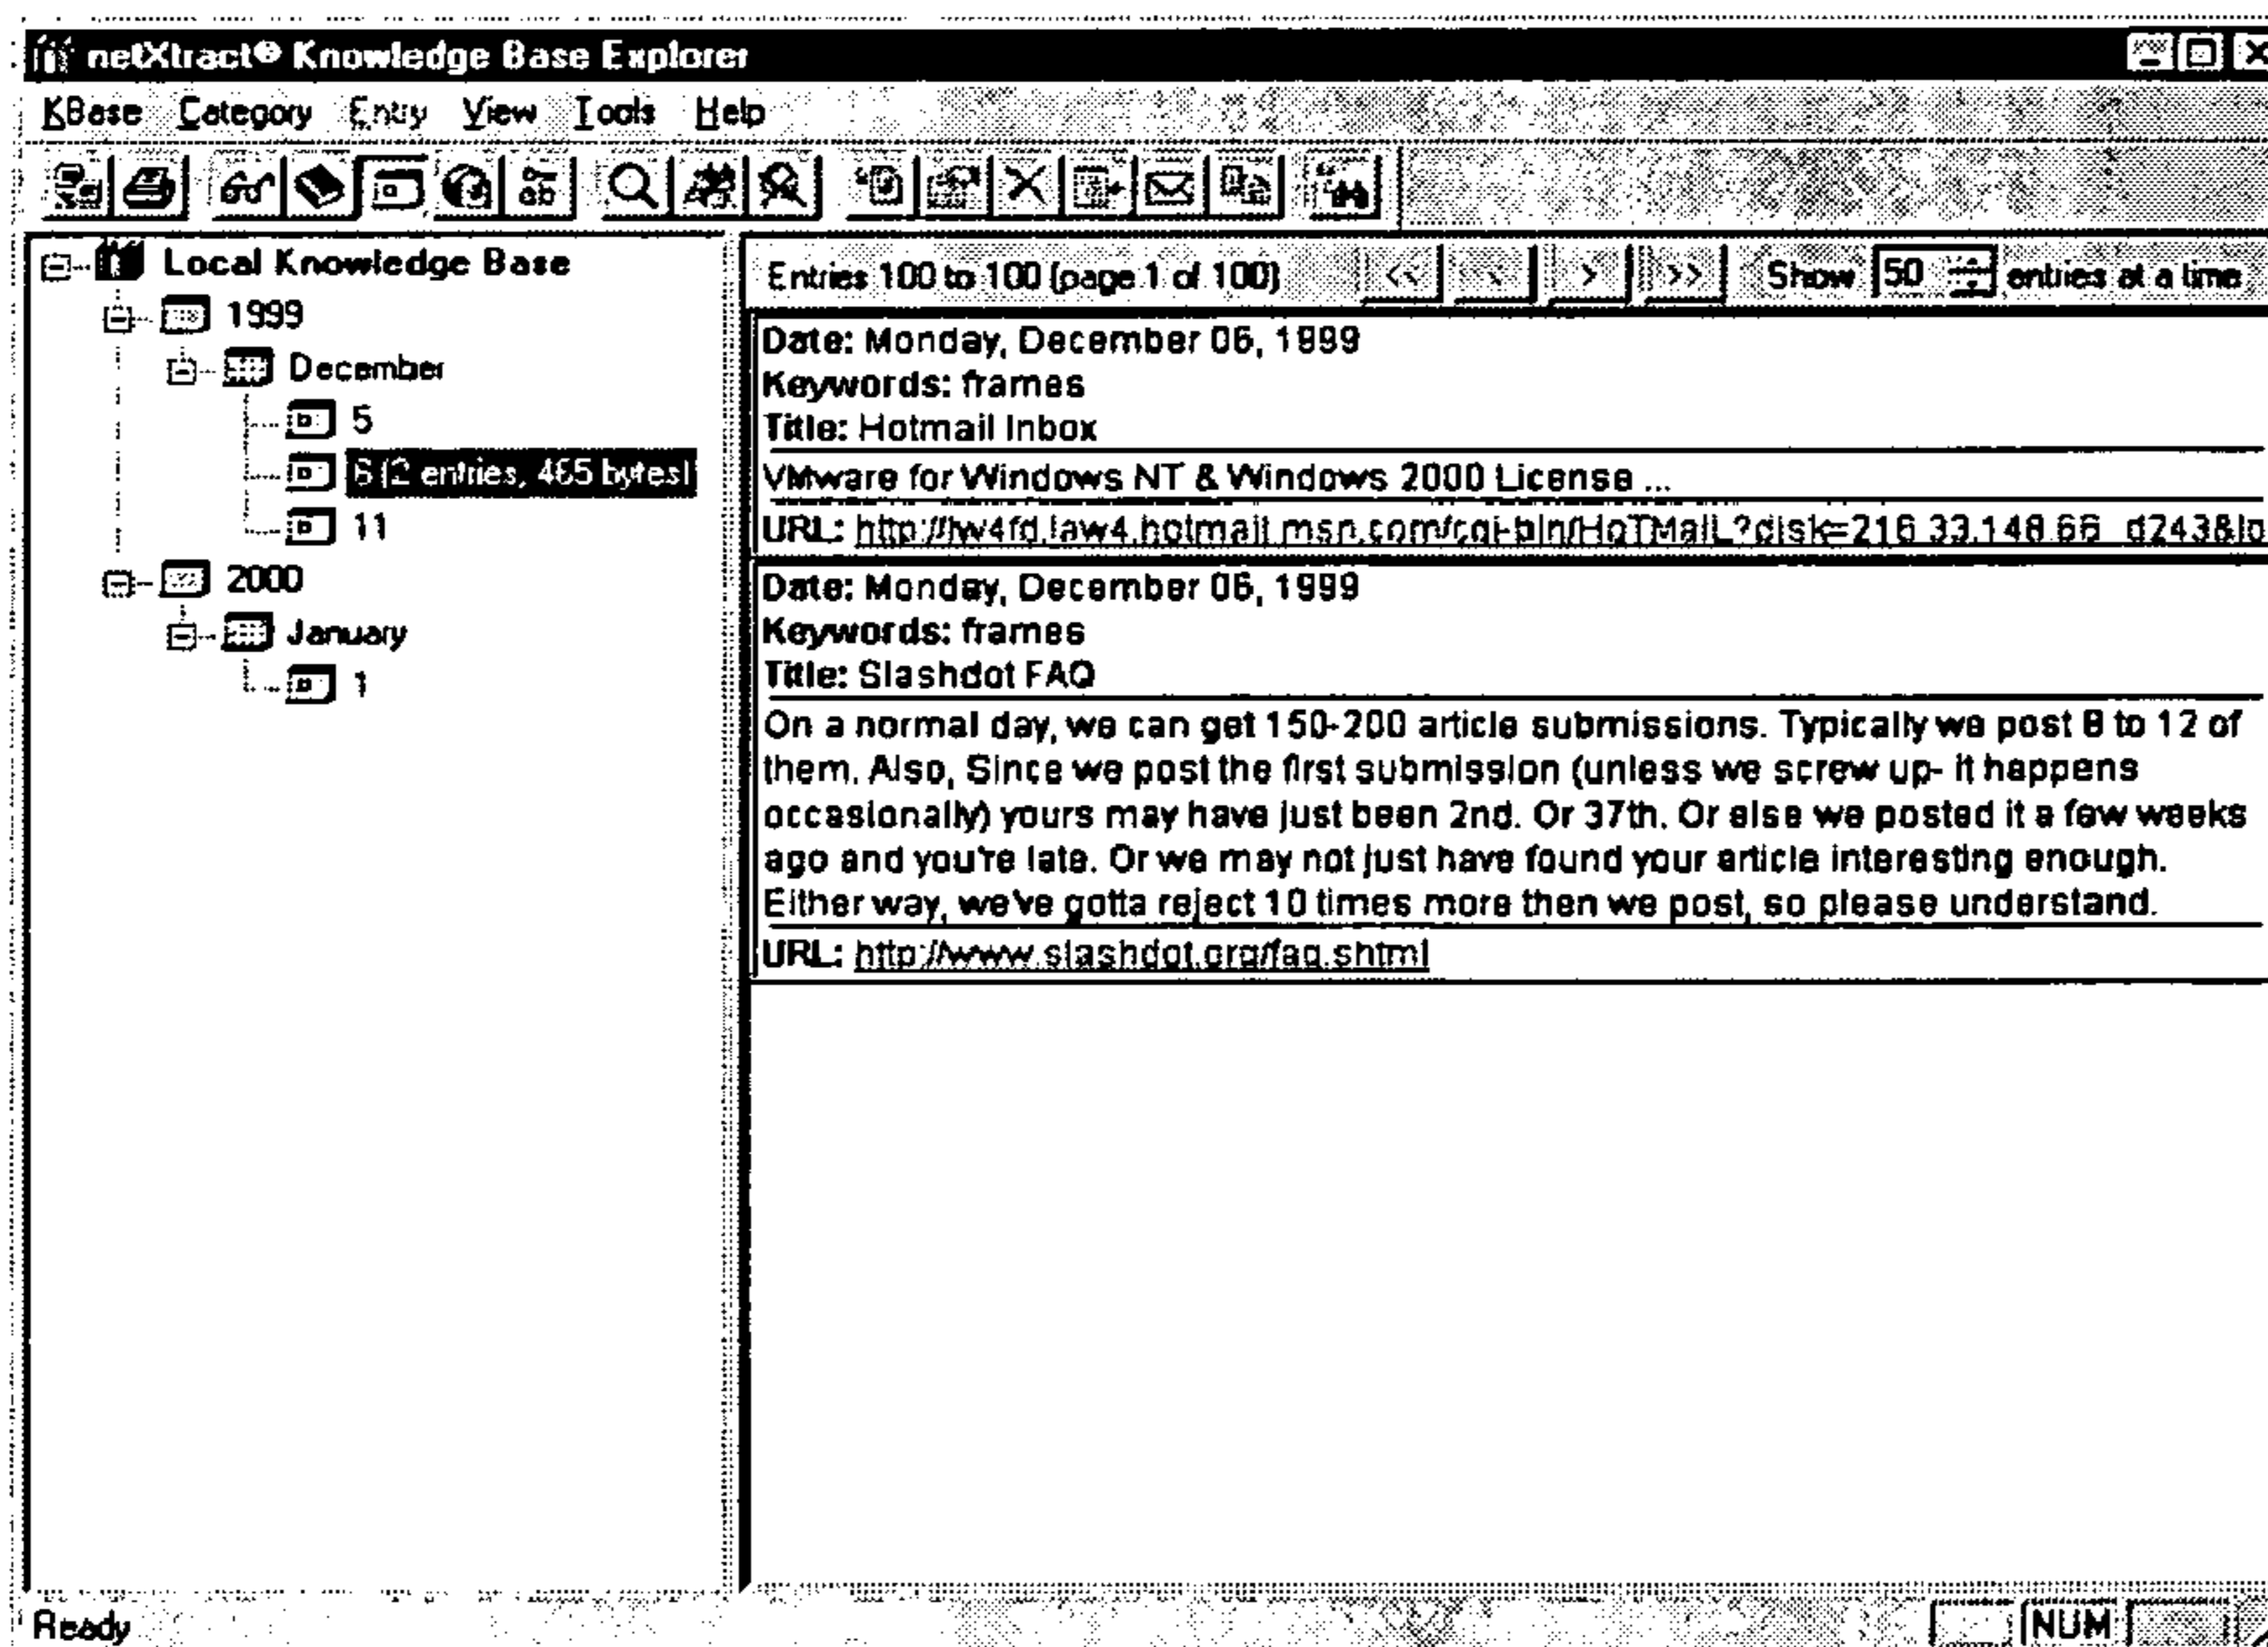 netXtract® Knowledge Base Explorer
KBase Category Entry View Tools Help
Local Knowledge Base
1999
December
5
6 (2 entries, 465 bytes)
11
2000
January
1
Entries 100 to 100 (page 1 of 100) << < > >> Show 50 entries at a time
Date: Monday, December 06, 1999
Keywords: frames
Title: Hotmail Inbox
VMware for Windows NT & Windows 2000 License ...
URL: http://lw4fd.law4.hotmail.msn.com/cgi-bin/HoTMaiL?disk=216.33.148.66_d243&lo
Date: Monday, December 06, 1999
Keywords: frames
Title: Slashdot FAQ
On a normal day, we can get 150-200 article submissions. Typically we post 8 to 12 of
them. Also, Since we post the first submission (unless we screw up- it happens
occasionally) yours may have just been 2nd. Or 37th. Or else we posted it a few weeks
ago and you're late. Or we may not just have found your article interesting enough.
Either way, we've gotta reject 10 times more then we post, so please understand.
URL: http://www.slashdot.org/faq.shtml
Ready
NUM